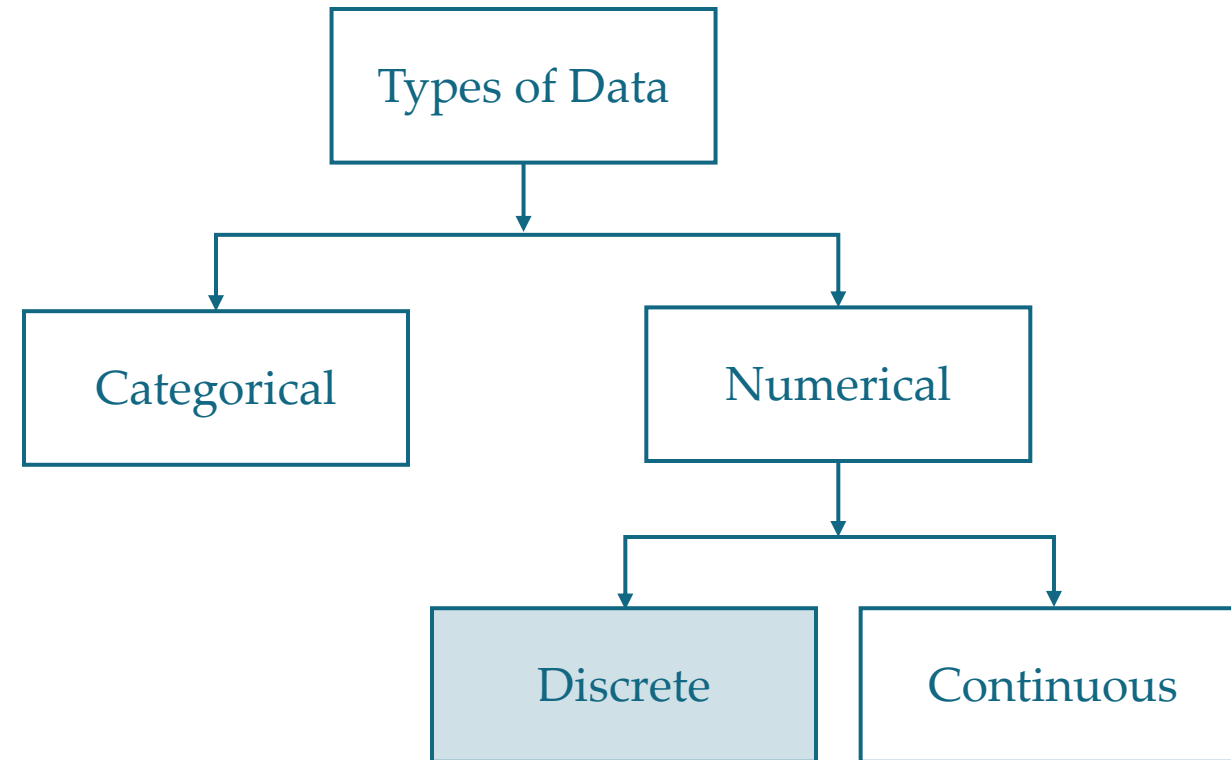 Types of Data
Categorical
Numerical
Discrete
Continuous